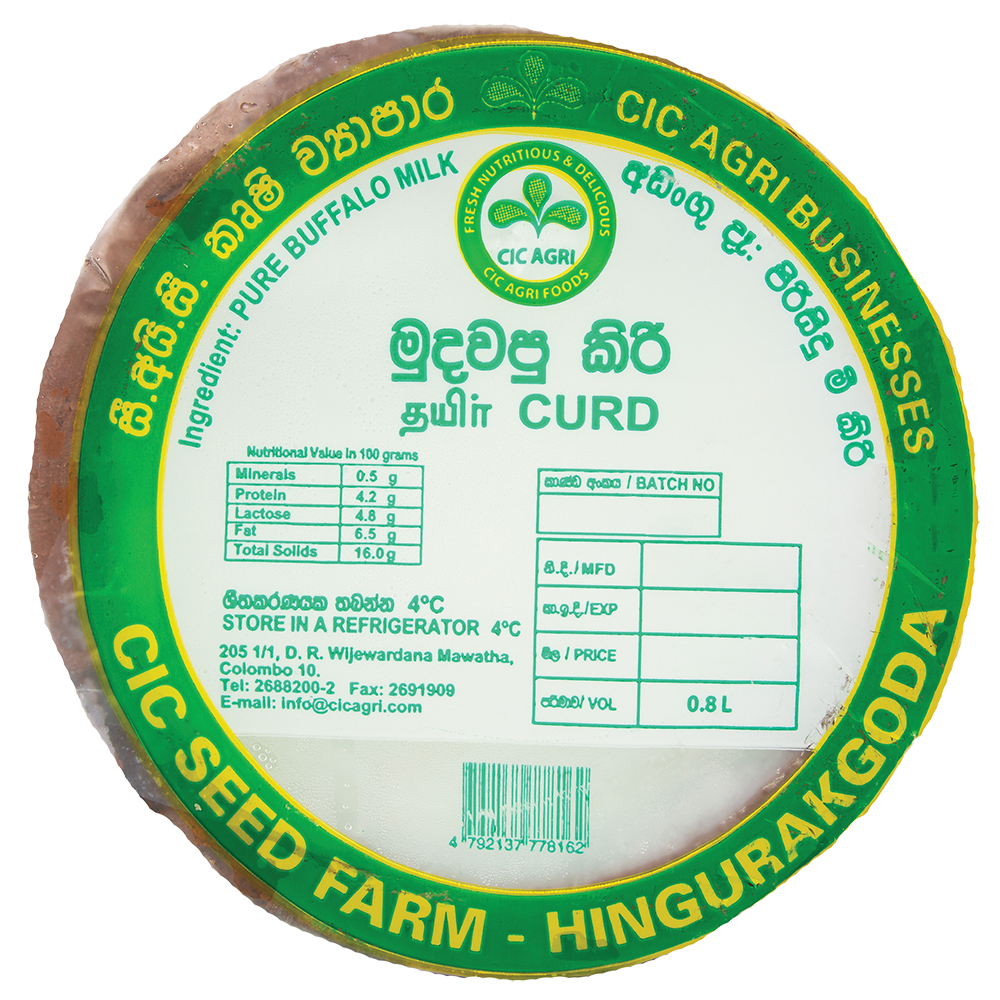 සී.අයි.සී. කෘෂි ව්‍යාපාර
CIC AGRI BUSINESSES
Ingredient: PURE BUFFALO MILK
FRESH NUTRITIOUS & DELICIOUS
CIC AGRI
CIC AGRI FOODS
අඩංගු දෑ: පිරිසිදු මී කිරි
මුදවපු කිරි
தயிர் CURD
Nutritional Value In 100 grams
Minerals 0.5 g
Protein 4.2 g
Lactose 4.8 g
Fat 6.5 g
Total Solids 16.0 g
කාණ්ඩ අංකය / BATCH NO
නි.දි./MFD
කා.ඉ.දි./EXP
මිල / PRICE
පරිමාව/ VOL 0.8 L
ශීතකරණයක තබන්න 4°C
STORE IN A REFRIGERATOR 4°C
205 1/1, D. R. Wijewardana Mawatha,
Colombo 10.
Tel: 2688200-2 Fax: 2691909
E-mail: info@cicagri.com
4 792137 778162
CIC SEED FARM - HINGURAKGODA